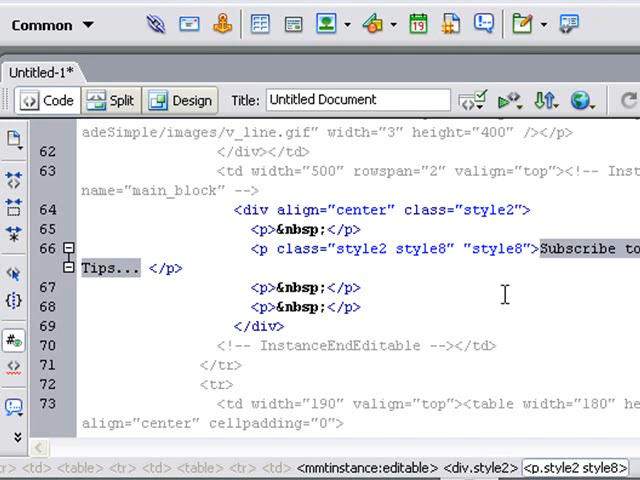 Common
Untitled-1*
Code Split Design Title: Untitled Document
adeSimple/images/v_line.gif" width="3" height="400" /></p>
62 </div></td>
63 <td width="500" rowspan="2" valign="top"><!-- Inst
name="main_block" -->
64 <div align="center" class="style2">
65 <p>&nbsp;</p>
66 <p class="style2 style8" "style8">Subscribe to
Tips... </p>
67 <p>&nbsp;</p>
68 <p>&nbsp;</p>
69 </div>
70 <!-- InstanceEndEditable --></td>
71 </tr>
72 <tr>
73 <td width="190" valign="top"><table width="180" he
align="center" cellpadding="0">
tr> <td> <table> <tr> <td> <table> <tr> <td> <mmtinstance:editable> <div.style2> <p.style2 style8>